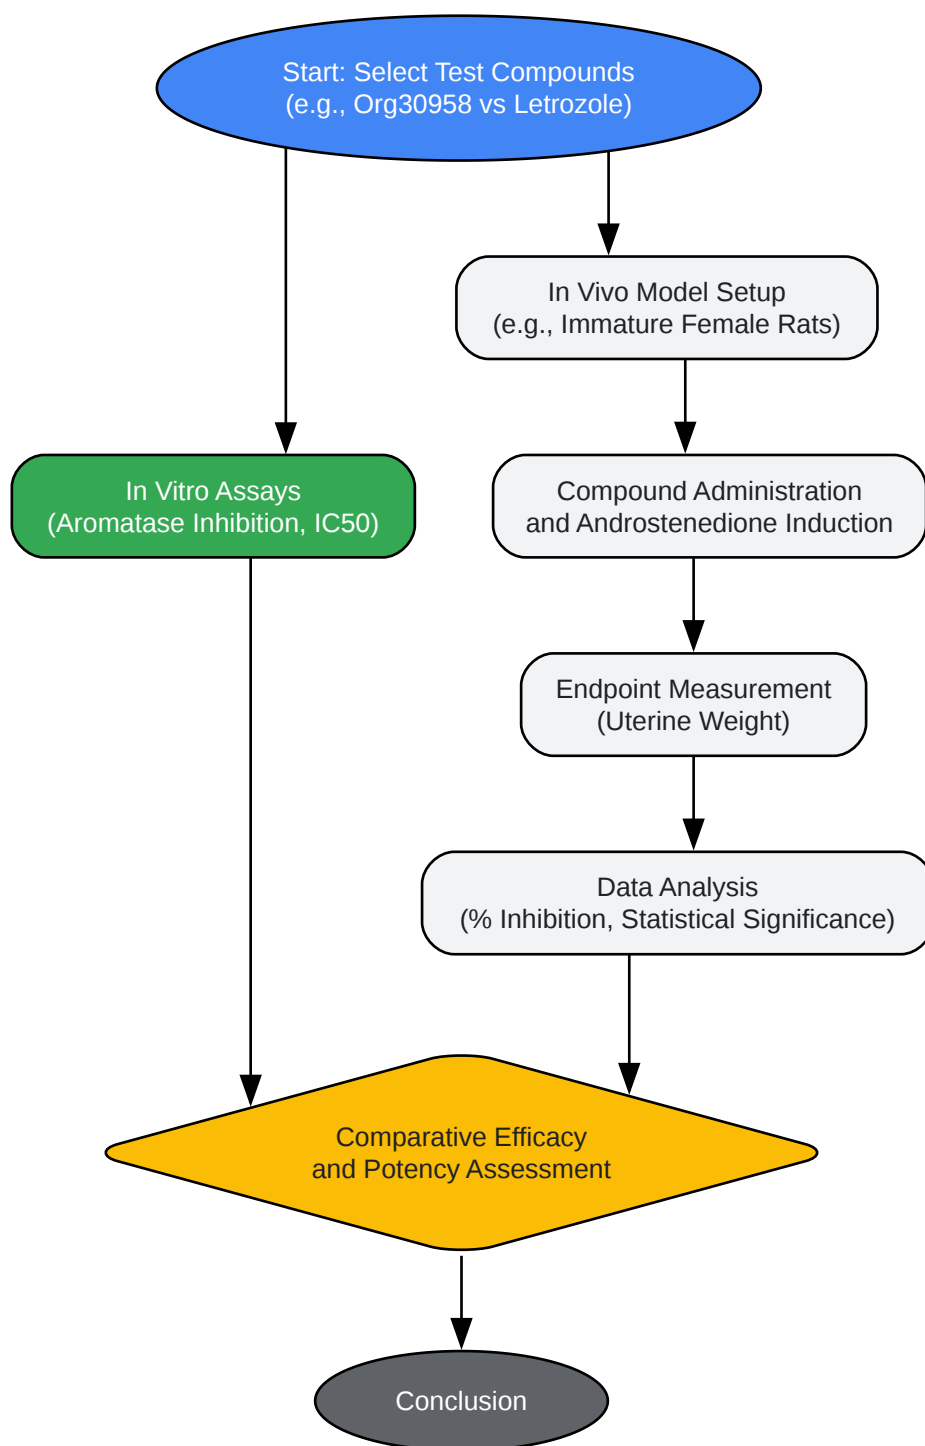 Start: Select Test Compounds
(e.g., Org30958 vs Letrozole)
In Vivo Model Setup
(e.g., Immature Female Rats)
In Vitro Assays
(Aromatase Inhibition, IC50)
Compound Administration
and Androstenedione Induction
Endpoint Measurement
(Uterine Weight)
Data Analysis
(% Inhibition, Statistical Significance)
Comparative Efficacy
and Potency Assessment
Conclusion